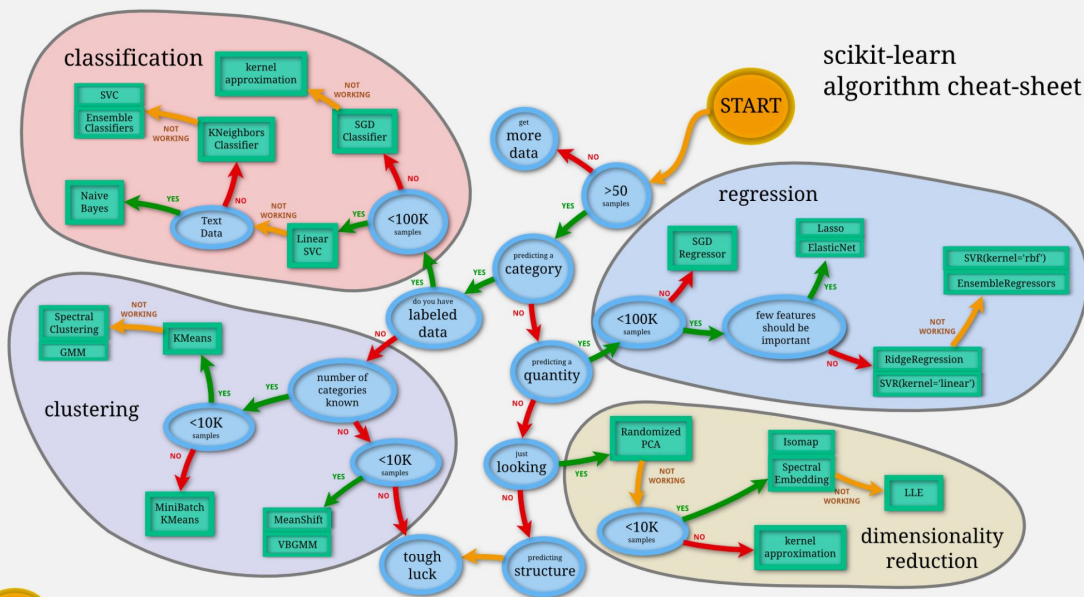 scikit-learn
algorithm cheat-sheet
START
classification
kernel
approximation
NOT
WORKING
SVC
Ensemble
Classifiers
NOT
WORKING
KNeighbors
Classifier
SGD
Classifier
NO
Naive
Bayes
YES
Text
Data
NO
NOT
WORKING
Linear
SVC
YES
<100K
samples
get
more
data
NO
>50
samples
YES
predicting a
category
YES
NO
do you have
labeled
data
YES
NO
predicting a
quantity
YES
NO
just
looking
YES
NO
predicting
structure
tough
luck
regression
SGD
Regressor
NO
<100K
samples
YES
few features
should be
important
YES
Lasso
ElasticNet
NO
RidgeRegression
SVR(kernel='linear')
NOT
WORKING
SVR(kernel='rbf')
EnsembleRegressors
clustering
Spectral
Clustering
GMM
NOT
WORKING
KMeans
YES
<10K
samples
NO
MiniBatch
KMeans
YES
number of
categories
known
NO
<10K
samples
YES
NO
MeanShift
VBGMM
dimensionality
reduction
Randomized
PCA
NOT
WORKING
<10K
samples
YES
NO
Isomap
Spectral
Embedding
NOT
WORKING
LLE
kernel
approximation